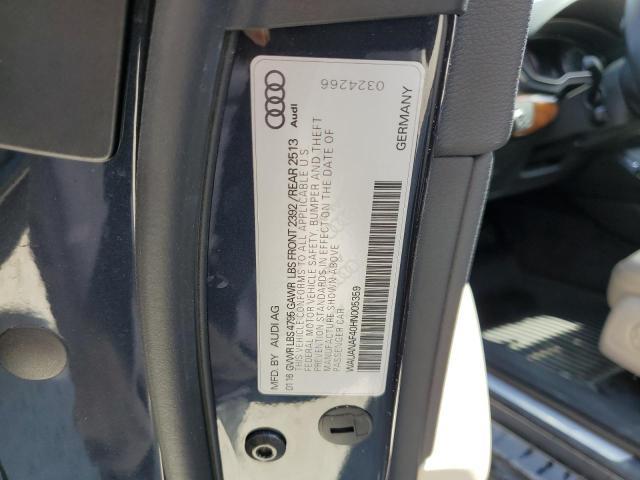 MFD. BY AUDI AG
Audi
01 16 GVWR LBS 4795 GAWR LBS FRONT 2392 / REAR 2513
THIS VEHICLE CONFORMS TO ALL APPLICABLE U S
FEDERAL MOTOR VEHICLE SAFETY, BUMPER AND THEFT
PREVENTION STANDARDS IN EFFECT ON THE DATE OF
MANUFACTURE SHOWN ABOVE
PASSENGER CAR
WAUANAF40HN005359
GERMANY
0324266